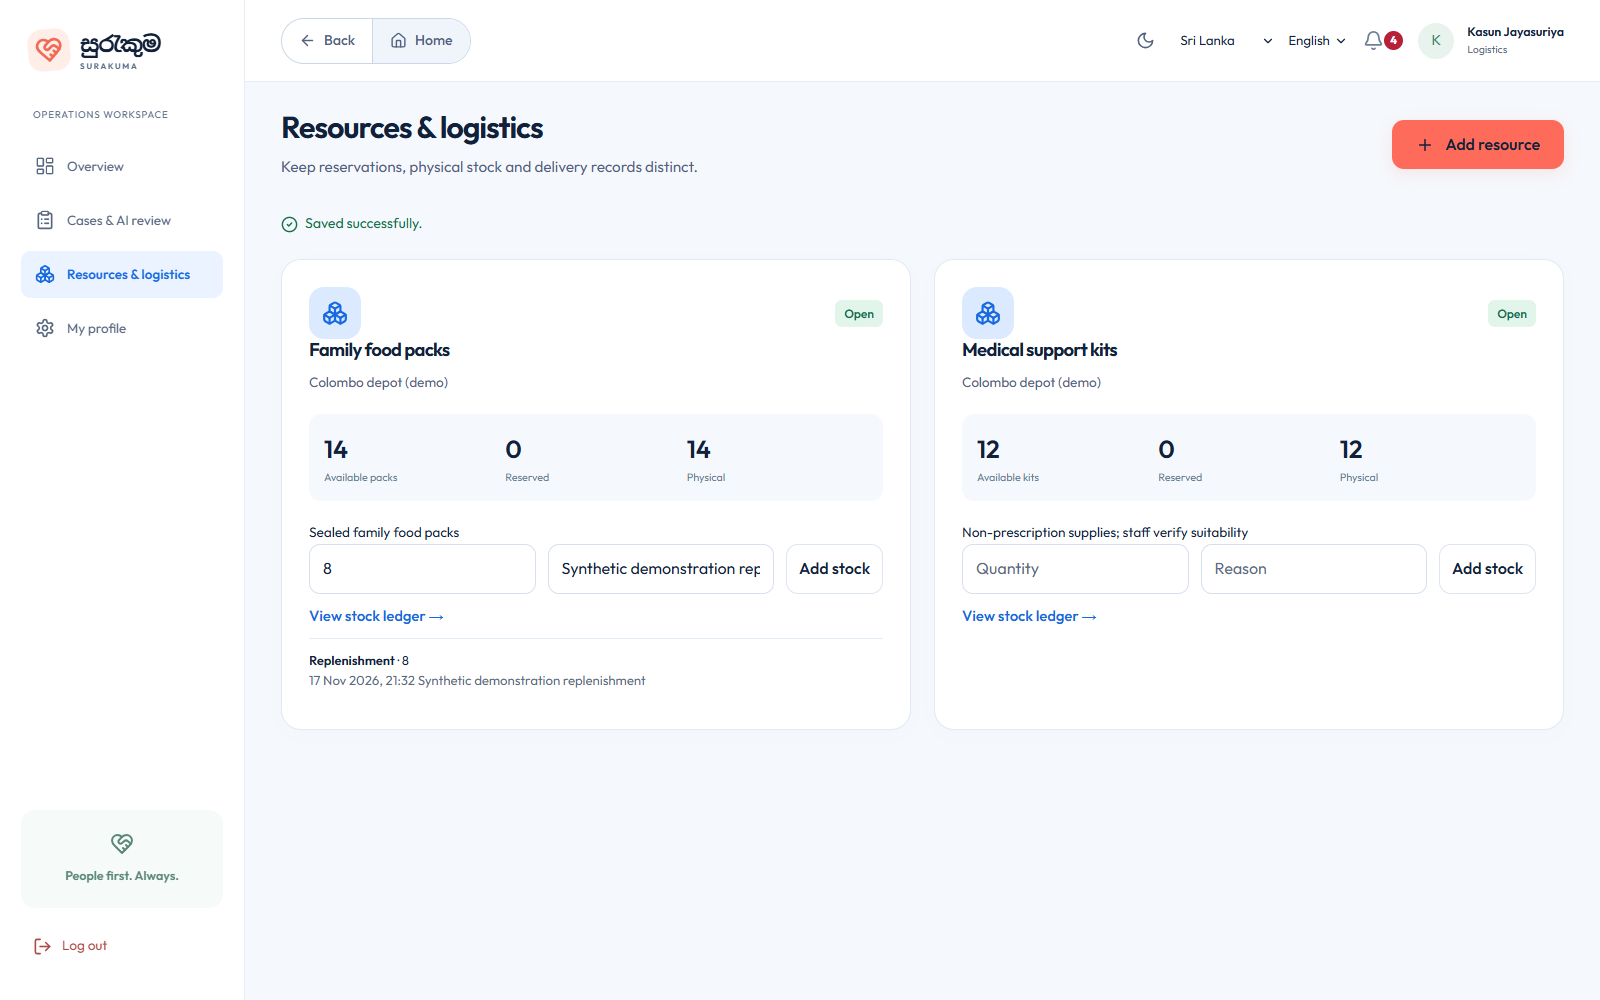 සුරැකුම
SURAKUMA
OPERATIONS WORKSPACE
Overview
Cases & AI review
Resources & logistics
My profile
People first. Always.
Log out
Back
Home
Sri Lanka
English
4
K
Kasun Jayasuriya
Logistics
Resources & logistics
Keep reservations, physical stock and delivery records distinct.
Add resource
Saved successfully.
Open
Family food packs
Colombo depot (demo)
14
0
14
Available packs
Reserved
Physical
Sealed family food packs
8
Synthetic demonstration rep
Add stock
View stock ledger →
Replenishment · 8
17 Nov 2026, 21:32 Synthetic demonstration replenishment
Open
Medical support kits
Colombo depot (demo)
12
0
12
Available kits
Reserved
Physical
Non-prescription supplies; staff verify suitability
Quantity
Reason
Add stock
View stock ledger →